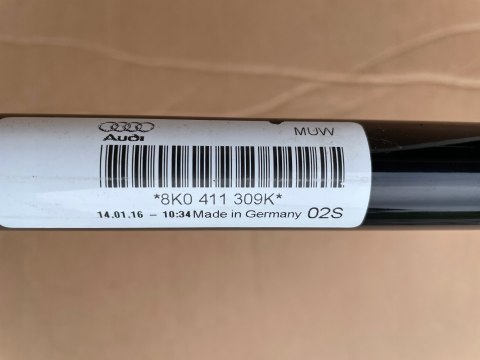 MUW
Audi
*8K0 411 309K*
14.01.16 – 10:34 Made in Germany 02S